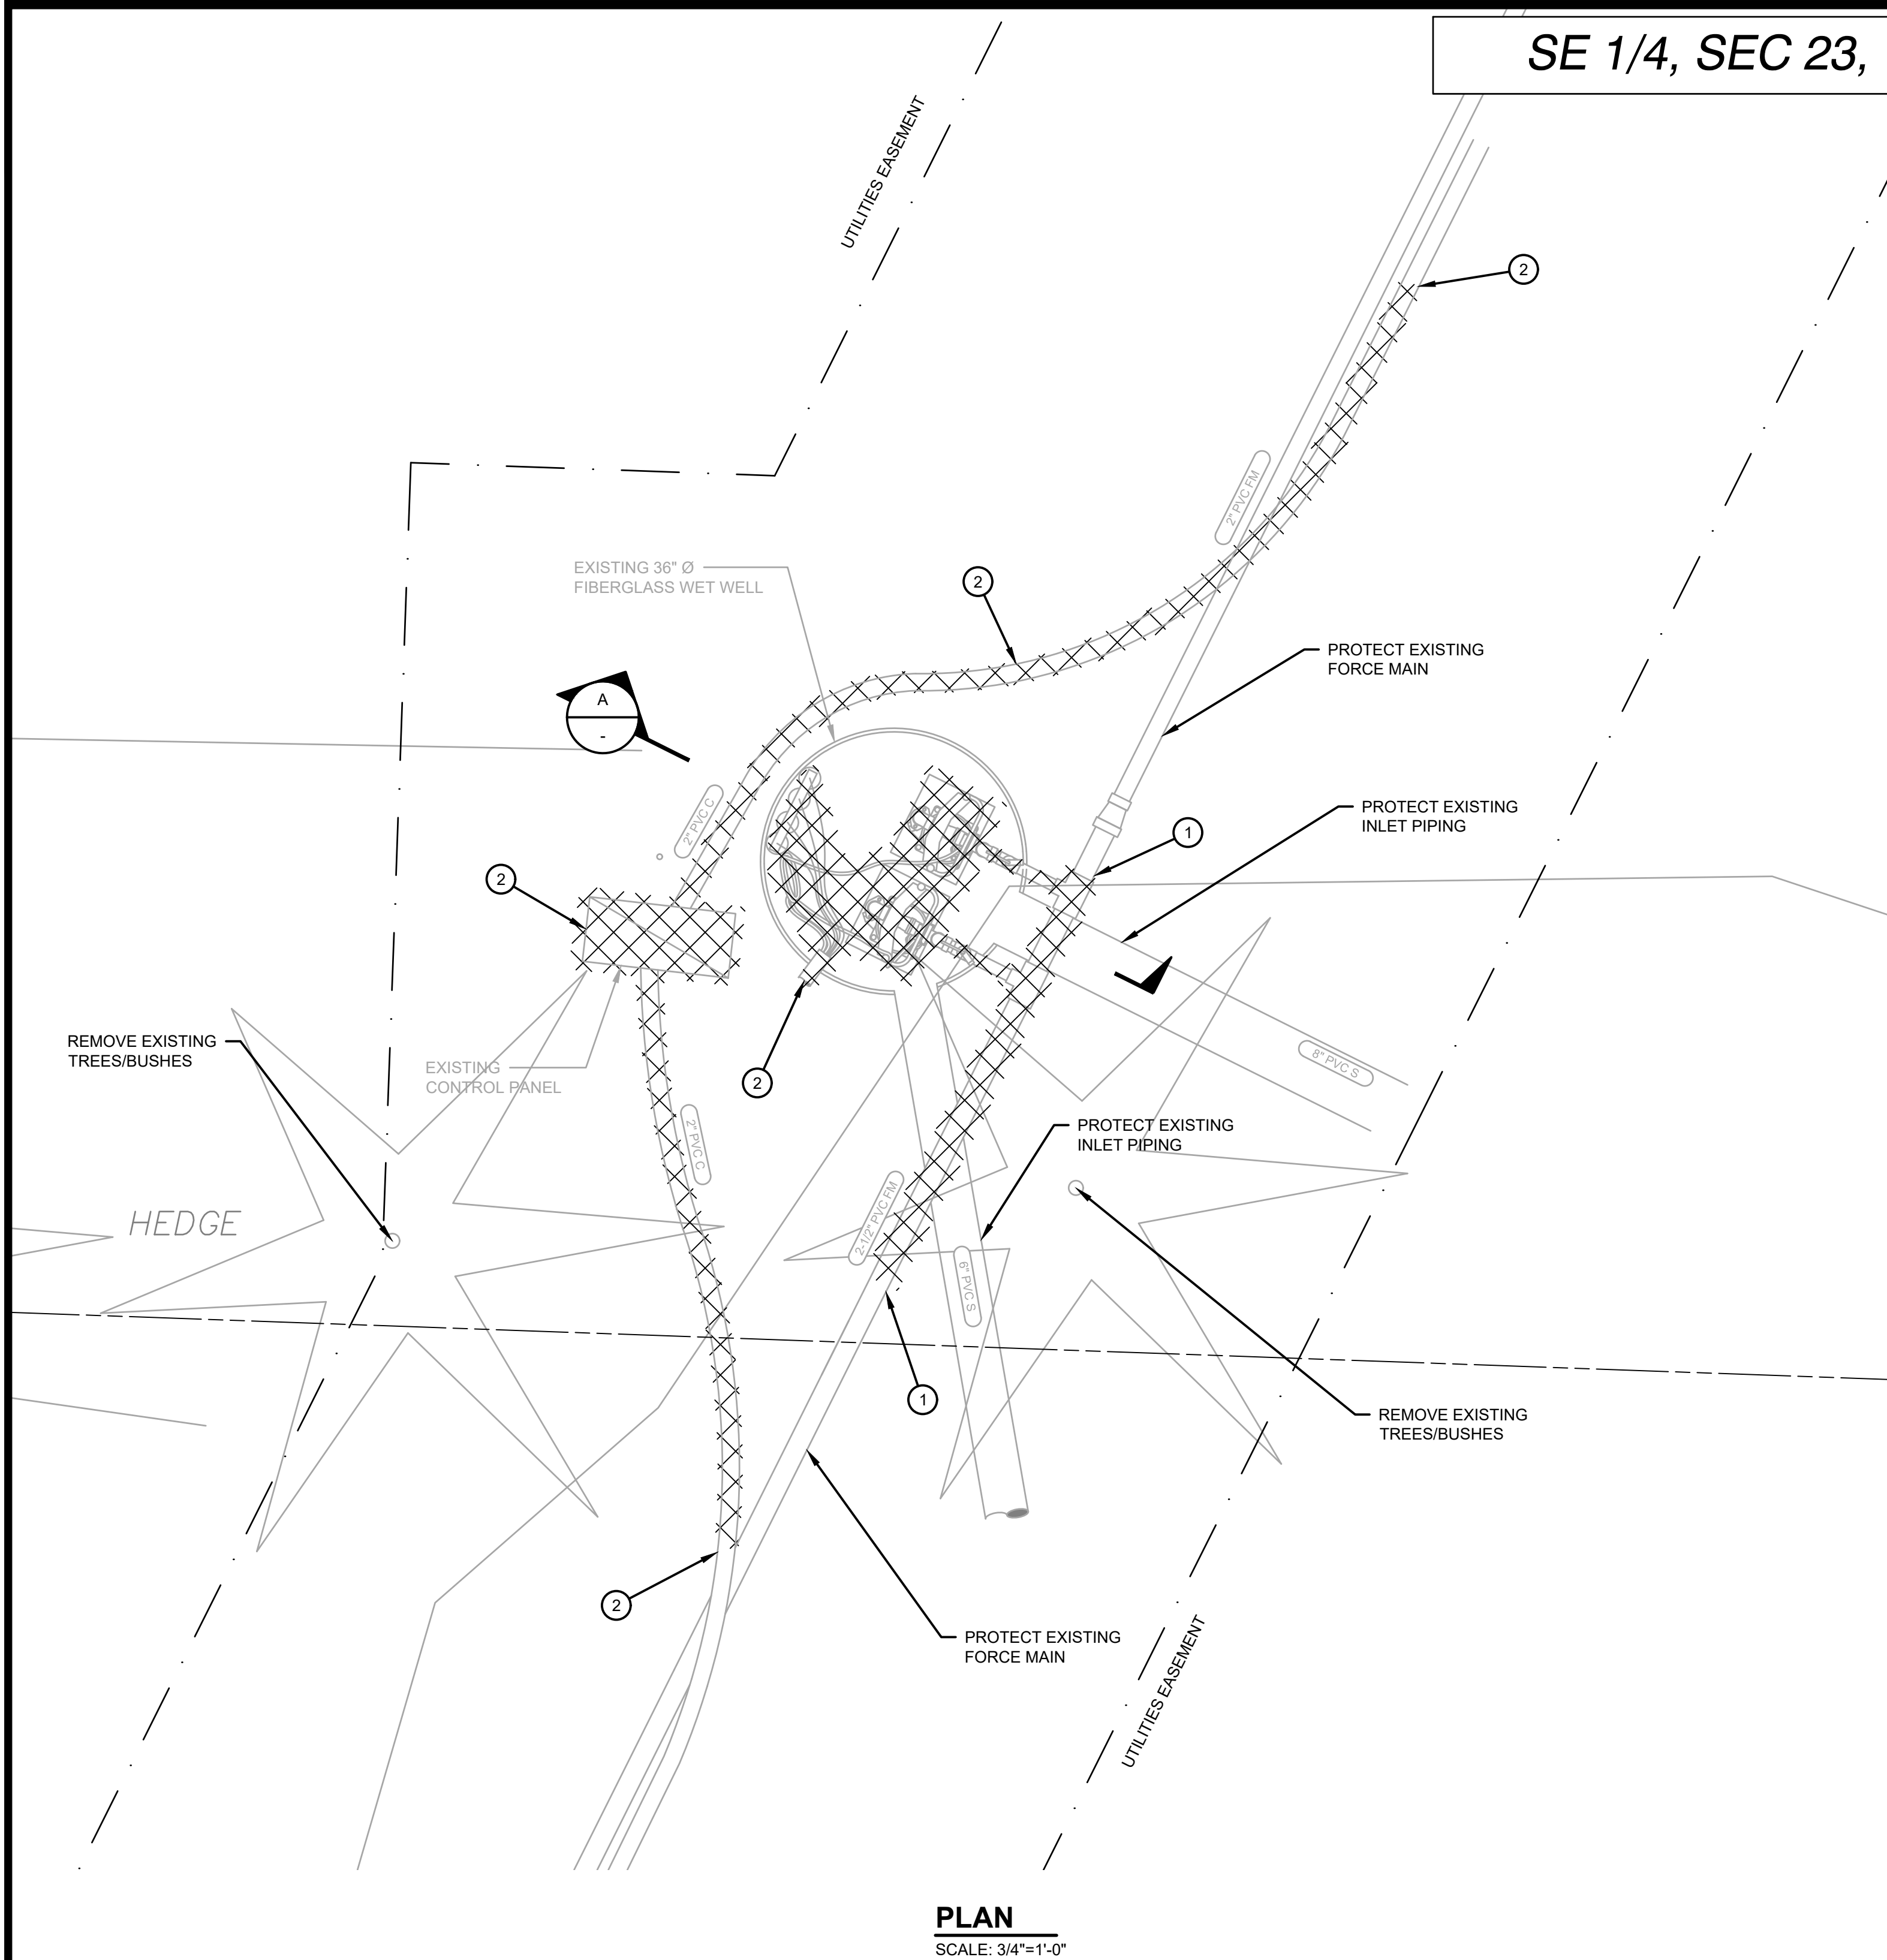 SE 1/4, SEC 23,
UTILITIES EASEMENT
2
2" PVC FM
EXISTING 36" Ø
FIBERGLASS WET WELL
2
PROTECT EXISTING
FORCE MAIN
A
-
2" PVC C
PROTECT EXISTING
INLET PIPING
1
2
REMOVE EXISTING
TREES/BUSHES
EXISTING
CONTROL PANEL
2
8" PVC S
2" PVC C
PROTECT EXISTING
INLET PIPING
HEDGE
2-1/2" PVC FM
6" PVC S
1
REMOVE EXISTING
TREES/BUSHES
2
PROTECT EXISTING
FORCE MAIN
UTILITIES EASEMENT
PLAN
SCALE: 3/4"=1'-0"